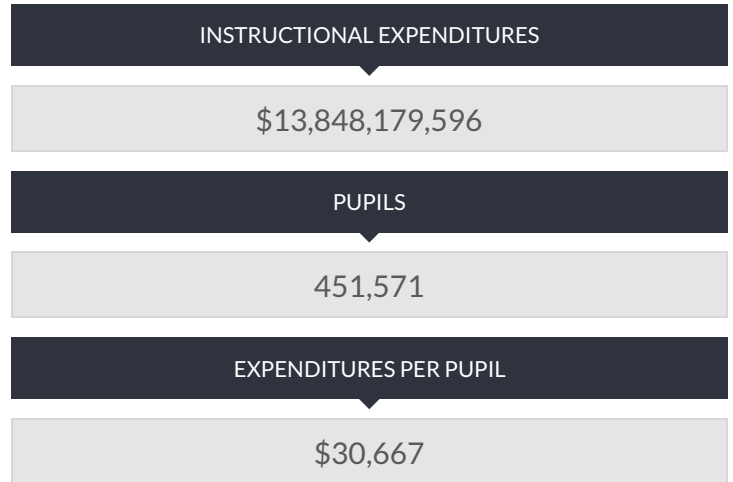 INSTRUCTIONAL EXPENDITURES
$13,848,179,596
PUPILS
451,571
EXPENDITURES PER PUPIL
$30,667